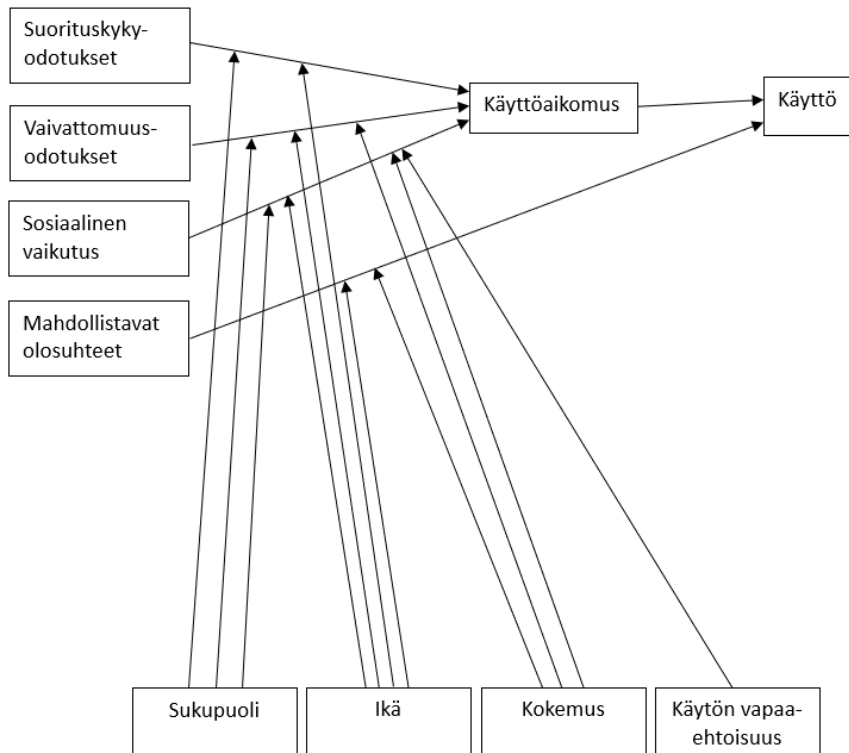 Suorituskyky-
odotukset
Käyttöaikomus
Käyttö
Vaivattomuus-
odotukset
Sosiaalinen
vaikutus
Mahdollistavat
olosuhteet
Sukupuoli
Ikä
Kokemus
Käytön vapaa-
ehtoisuus